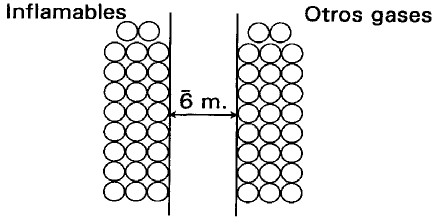 Inflamables
Otros gases
6̄ m.